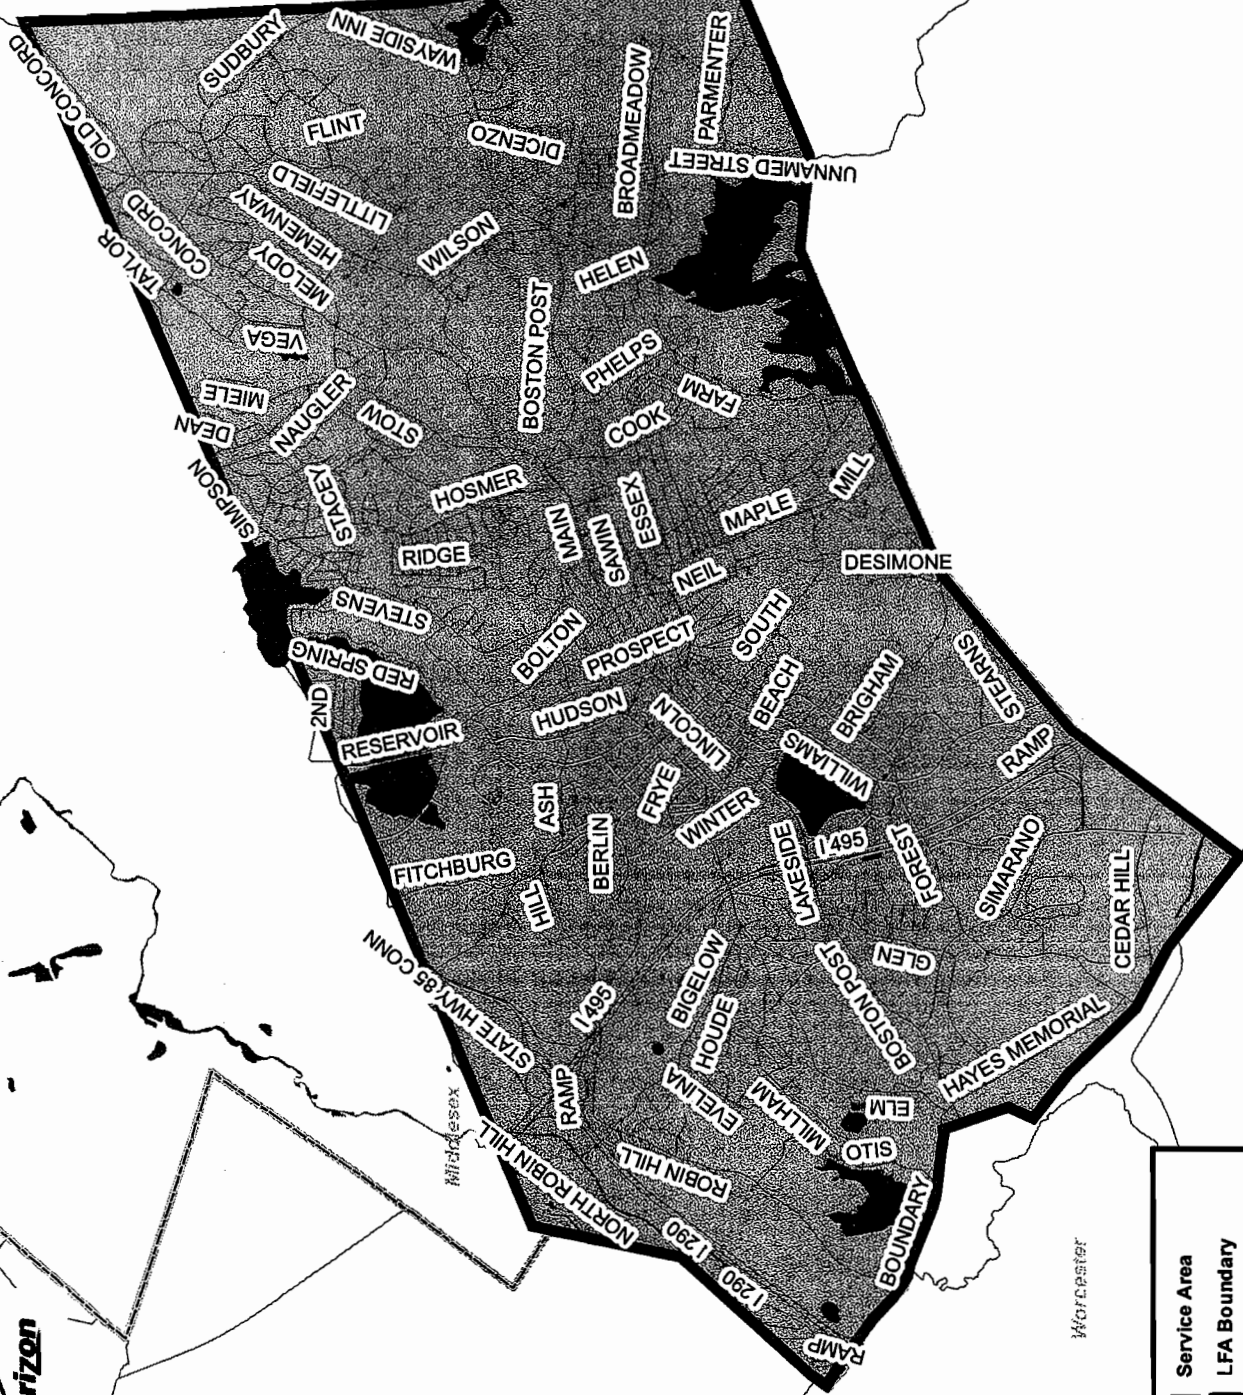 OLD CONCORD
SUDBURY
WAYSIDE INN
PARMENTER
BROADMEADOW
FLINT
DICENZO
UNNAMED STREET
LITTLEFIELD
HEMENWAY
CONCORD
TAYLOR
MELODY
WILSON
HELEN
VEGA
BOSTON POST
PHELPS
MIELE
NAUGLER
FARM
DEAN
STOW
COOK
SIMPSON
STACEY
HOSMER
ESSEX
MILL
MAPLE
MAIN
SAWIN
RIDGE
NEIL
DESIMONE
STEVENS
BOLTON
PROSPECT
SOUTH
RED SPRING
STEARNS
2ND
HUDSON
LINCOLN
BEACH
BRIGHAM
RESERVOIR
WILLIAMS
RAMP
ASH
FRYE
WINTER
BERLIN
LAKESIDE
I 495
FOREST
SIMARANO
FITCHBURG
HILL
CEDAR HILL
STATE HWY 85 CONN
BIGELOW
BOSTON POST
GLEN
I 495
HOUDE
HAYES MEMORIAL
RAMP
EVELINA
MILLHAM
ELM
OTIS
Middlesex
NORTH ROBIN HILL
ROBIN HILL
BOUNDARY
I 290
I 290
RAMP
Worcester
rizon
Service Area
LFA Boundary